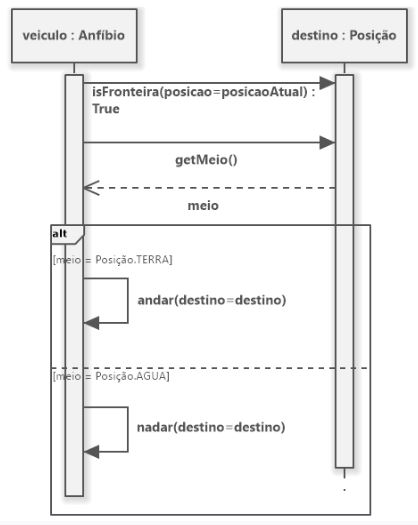 veiculo : Anfíbio
destino : Posição
isFronteira(posicao=posicaoAtual) :
True
getMeio()
meio
alt
[meio = Posição.TERRA]
andar(destino=destino)
[meio = Posição.AGUA]
nadar(destino=destino)